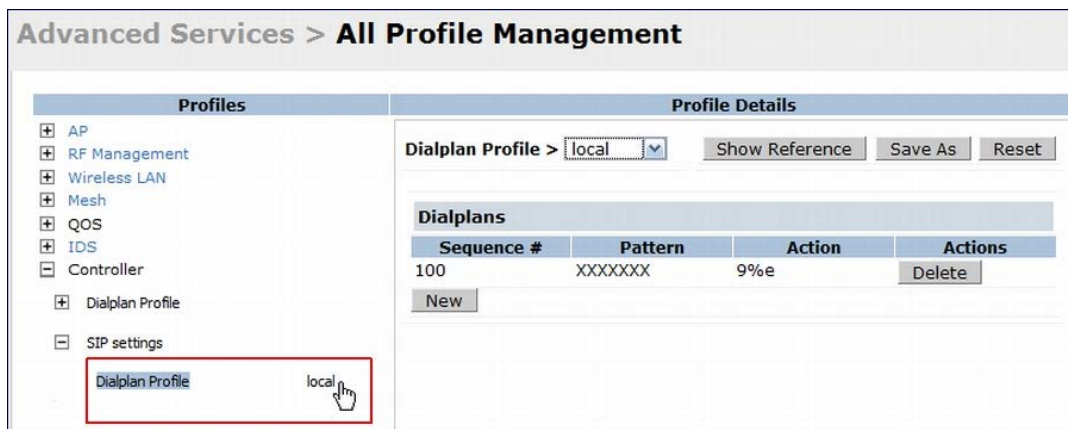 Advanced Services > All Profile Management
Profiles
AP
RF Management
Wireless LAN
Mesh
QOS
IDS
Controller
Dialplan Profile
SIP settings
Dialplan Profile local
Profile Details
Dialplan Profile > local Show Reference Save As Reset
Dialplans
Sequence # Pattern Action Actions
100 XXXXXXX 9%e Delete
New